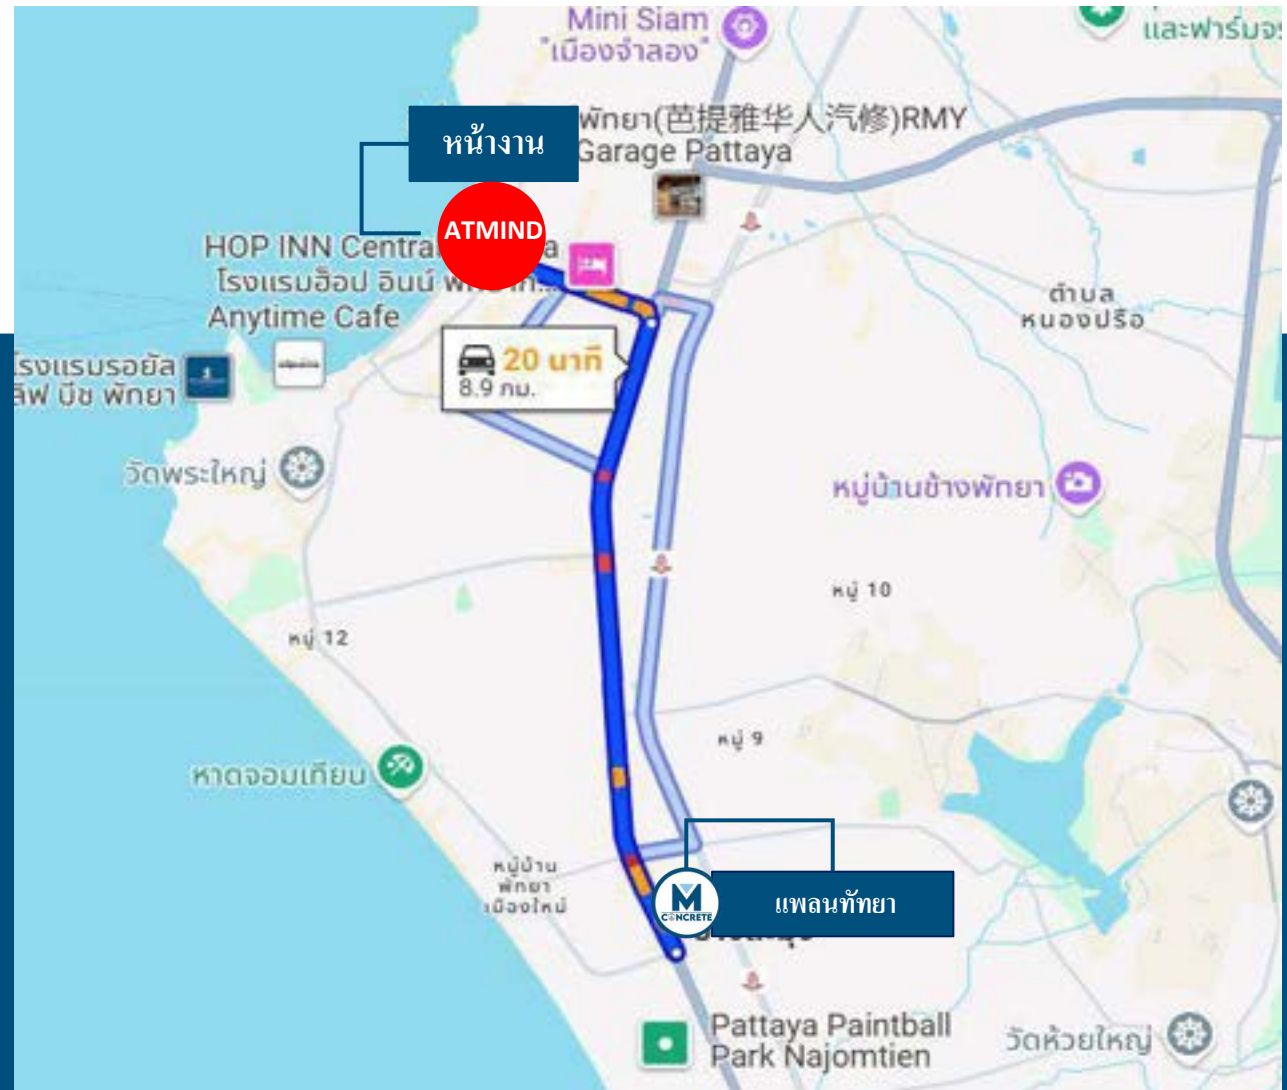 Mini Siam
"เมืองจำลอง"
และฟาร์มจร
พัทยา(芭提雅华人汽修)RMY
Garage Pattaya
หน้างาน
ATMIND
HOP INN Centra
a
โรงแรมฮ็อป อินน์
Anytime Cafe
ตำบล
หนองปรือ
โรงแรมรอยัล
ลิฟ บีช พัทยา
20 นาที
8.9 กม.
วัดพระใหญ่
หมู่บ้านช้างพัทยา
หมู่ 10
หมู่ 12
หมู่ 9
หาดจอมเทียน
หมู่บ้าน
พัทยา
เมืองใหม่
M
CONCRETE
แพลนทัทยา
Pattaya Paintball
Park Najomtien
วัดห้วยใหญ่